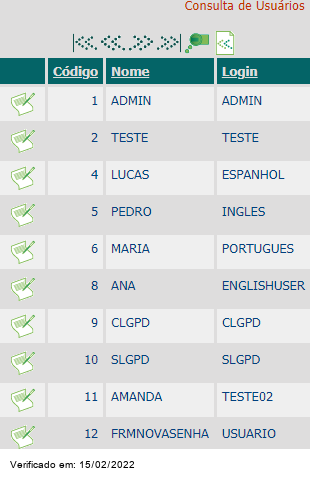 Consulta de Usuários
Código Nome Login
1 ADMIN ADMIN
2 TESTE TESTE
4 LUCAS ESPANHOL
5 PEDRO INGLES
6 MARIA PORTUGUES
8 ANA ENGLISHUSER
9 CLGPD CLGPD
10 SLGPD SLGPD
11 AMANDA TESTE02
12 FRMNOVASENHA USUARIO
Verificado em: 15/02/2022